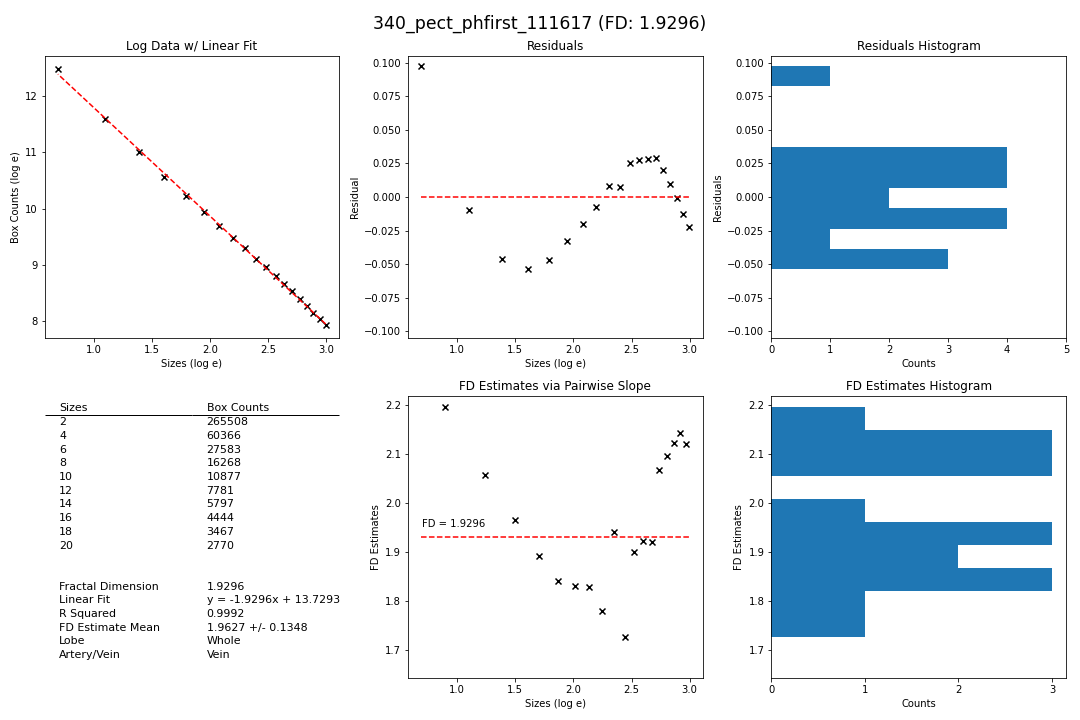 340_pect_phfirst_111617 (FD: 1.9296)
Log Data w/ Linear Fit
Box Counts (log e)
12
11
10
9
8
1.0 1.5 2.0 2.5 3.0
Sizes (log e)
Residuals
Residual
0.100
0.075
0.050
0.025
0.000
−0.025
−0.050
−0.075
−0.100
1.0 1.5 2.0 2.5 3.0
Sizes (log e)
Residuals Histogram
Residuals
0.100
0.075
0.050
0.025
0.000
−0.025
−0.050
−0.075
−0.100
0 1 2 3 4 5
Counts
Sizes Box Counts
2 265508
4 60366
6 27583
8 16268
10 10877
12 7781
14 5797
16 4444
18 3467
20 2770
Fractal Dimension 1.9296
Linear Fit y = -1.9296x + 13.7293
R Squared 0.9992
FD Estimate Mean 1.9627 +/- 0.1348
Lobe Whole
Artery/Vein Vein
FD Estimates via Pairwise Slope
FD Estimates
2.2
2.1
2.0
1.9
1.8
1.7
FD = 1.9296
1.0 1.5 2.0 2.5 3.0
Sizes (log e)
FD Estimates Histogram
FD Estimates
2.2
2.1
2.0
1.9
1.8
1.7
0 1 2 3
Counts